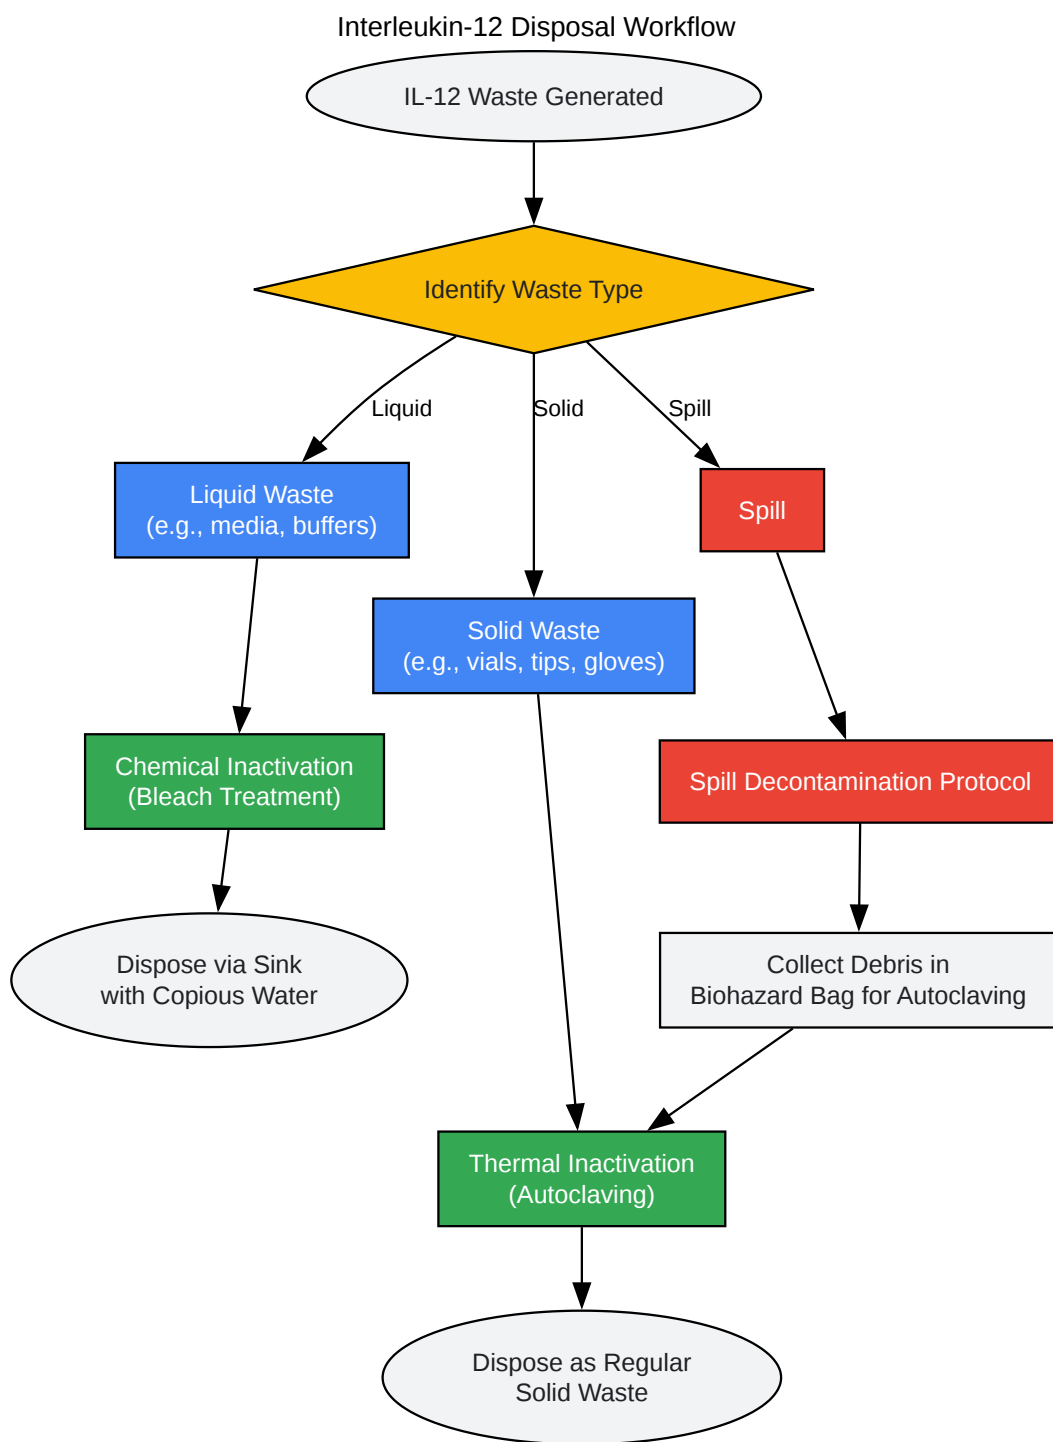 Interleukin-12 Disposal Workflow
IL-12 Waste Generated
Identify Waste Type
Liquid
Solid
Spill
Liquid Waste
(e.g., media, buffers)
Spill
Solid Waste
(e.g., vials, tips, gloves)
Chemical Inactivation
(Bleach Treatment)
Spill Decontamination Protocol
Dispose via Sink
with Copious Water
Collect Debris in
Biohazard Bag for Autoclaving
Thermal Inactivation
(Autoclaving)
Dispose as Regular
Solid Waste